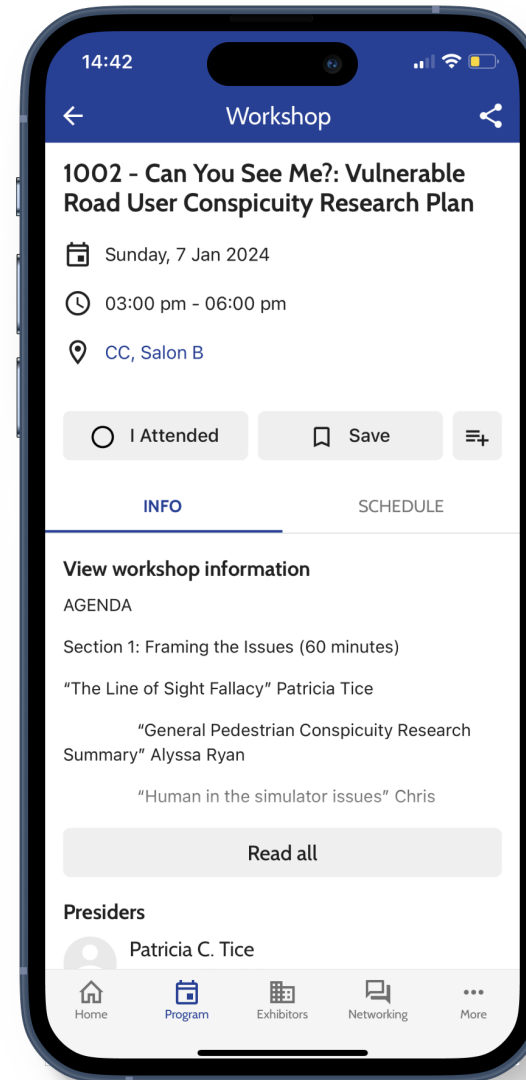 14:42
Workshop
1002 - Can You See Me?: Vulnerable
Road User Conspicuity Research Plan
Sunday, 7 Jan 2024
03:00 pm - 06:00 pm
CC, Salon B
I Attended
Save
INFO
SCHEDULE
View workshop information
AGENDA
Section 1: Framing the Issues (60 minutes)
“The Line of Sight Fallacy” Patricia Tice
“General Pedestrian Conspicuity Research
Summary” Alyssa Ryan
“Human in the simulator issues” Chris
Read all
Presiders
Patricia C. Tice
Home
Program
Exhibitors
Networking
More